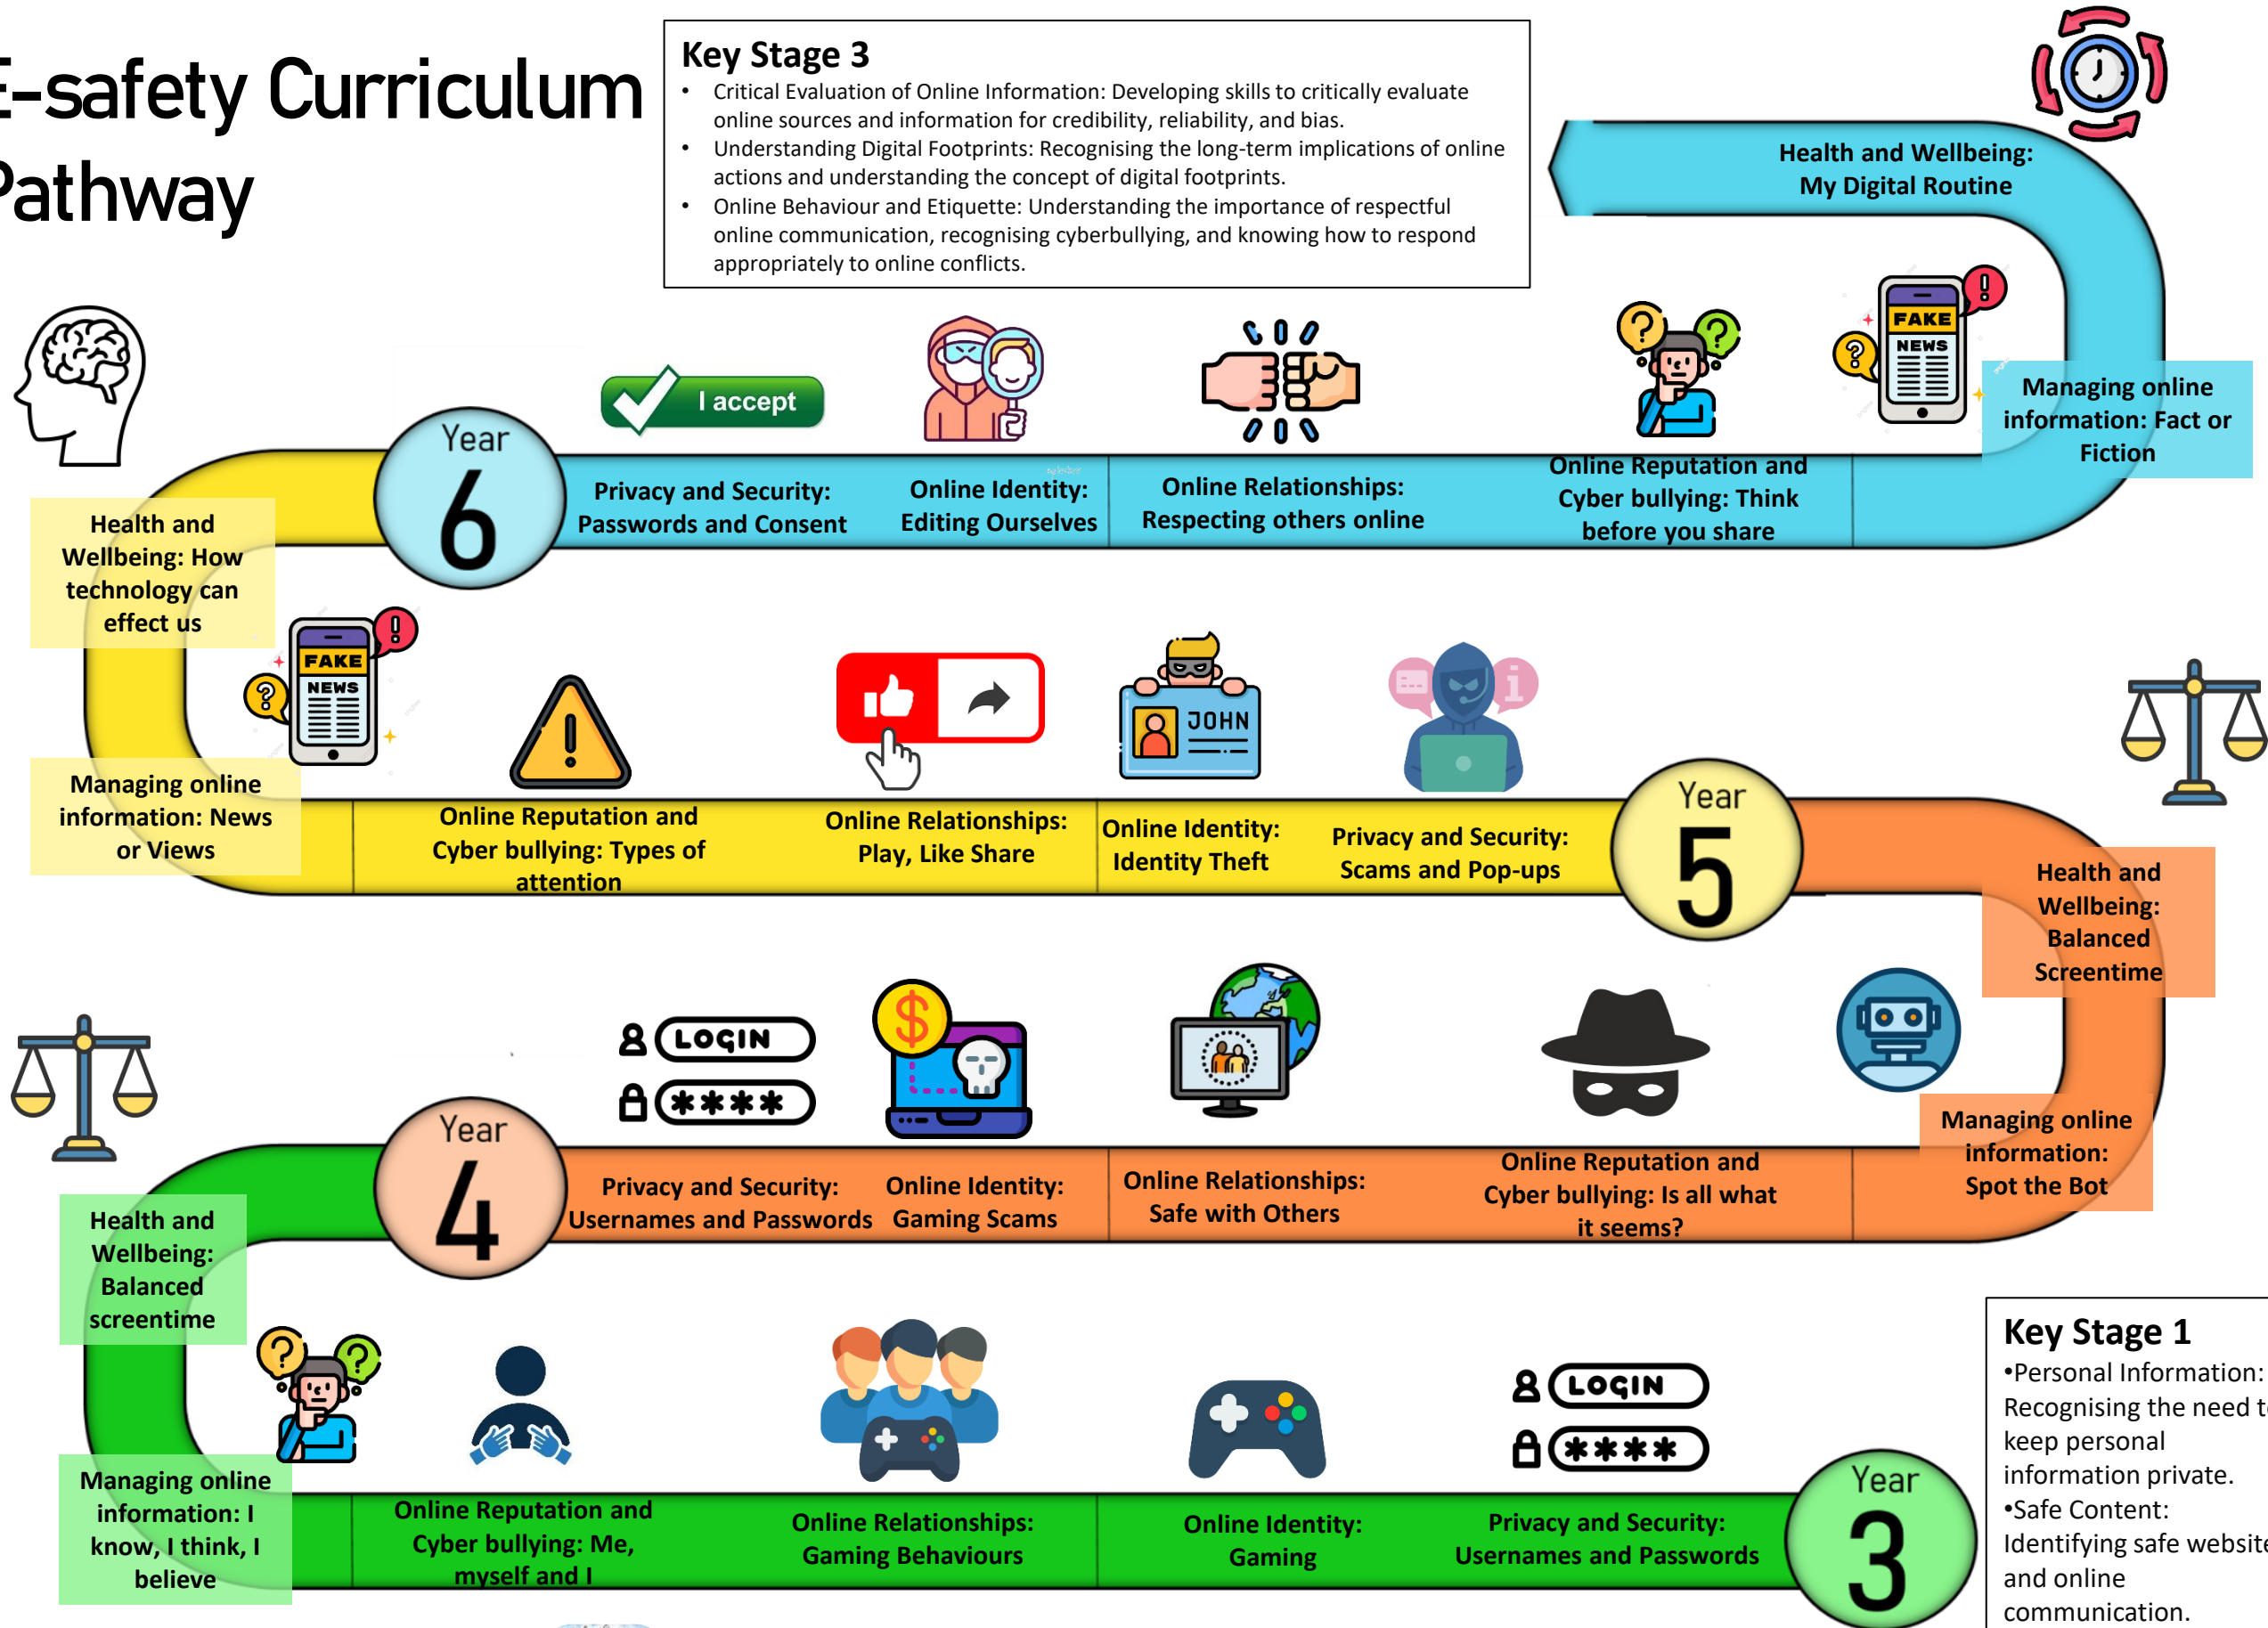 E-safety Curriculum
Pathway
Key Stage 3
• Critical Evaluation of Online Information: Developing skills to critically evaluate
online sources and information for credibility, reliability, and bias.
• Understanding Digital Footprints: Recognising the long-term implications of online
actions and understanding the concept of digital footprints.
• Online Behaviour and Etiquette: Understanding the importance of respectful
online communication, recognising cyberbullying, and knowing how to respond
appropriately to online conflicts.
Health and Wellbeing:
My Digital Routine
FAKE
NEWS
Managing online
information: Fact or
Fiction
I accept
Year
6
Privacy and Security:
Passwords and Consent
Online Identity:
Editing Ourselves
Online Relationships:
Respecting others online
Online Reputation and
Cyber bullying: Think
before you share
Health and
Wellbeing: How
technology can
effect us
FAKE
NEWS
JOHN
Managing online
information: News
or Views
Online Reputation and
Cyber bullying: Types of
attention
Online Relationships:
Play, Like Share
Online Identity:
Identity Theft
Privacy and Security:
Scams and Pop-ups
Year
5
Health and
Wellbeing:
Balanced
Screentime
LOGIN
****
Year
4
Privacy and Security:
Usernames and Passwords
Online Identity:
Gaming Scams
Online Relationships:
Safe with Others
Online Reputation and
Cyber bullying: Is all what
it seems?
Managing online
information:
Spot the Bot
Health and
Wellbeing:
Balanced
screentime
LOGIN
****
Managing online
information: I
know, I think, I
believe
Online Reputation and
Cyber bullying: Me,
myself and I
Online Relationships:
Gaming Behaviours
Online Identity:
Gaming
Privacy and Security:
Usernames and Passwords
Year
3
Key Stage 1
•Personal Information:
Recognising the need to
keep personal
information private.
•Safe Content:
Identifying safe website
and online
communication.